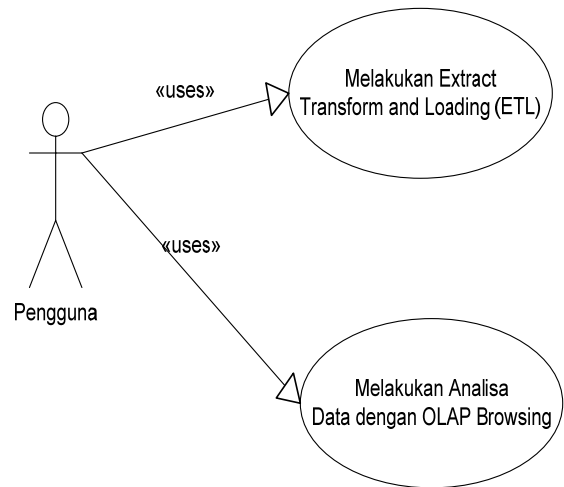 «uses»
Melakukan Extract
Transform and Loading (ETL)
«uses»
Pengguna
Melakukan Analisa
Data dengan OLAP Browsing